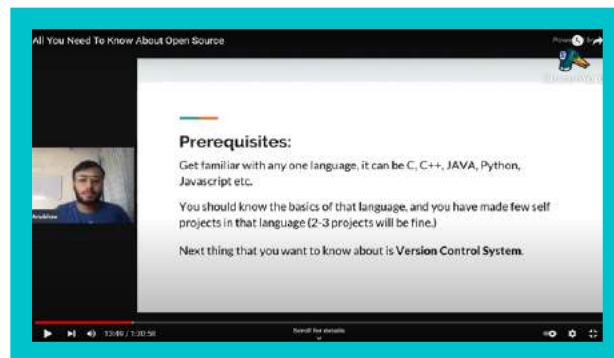 All You Need To Know About Open Source
Prerequisites:
Get familiar with any one language, it can be C, C++, JAVA, Python,
Javascript etc.
You should know the basics of that language, and you have made few self
projects in that language (2-3 projects will be fine.)
Next thing that you want to know about is Version Control System.
Scroll for details